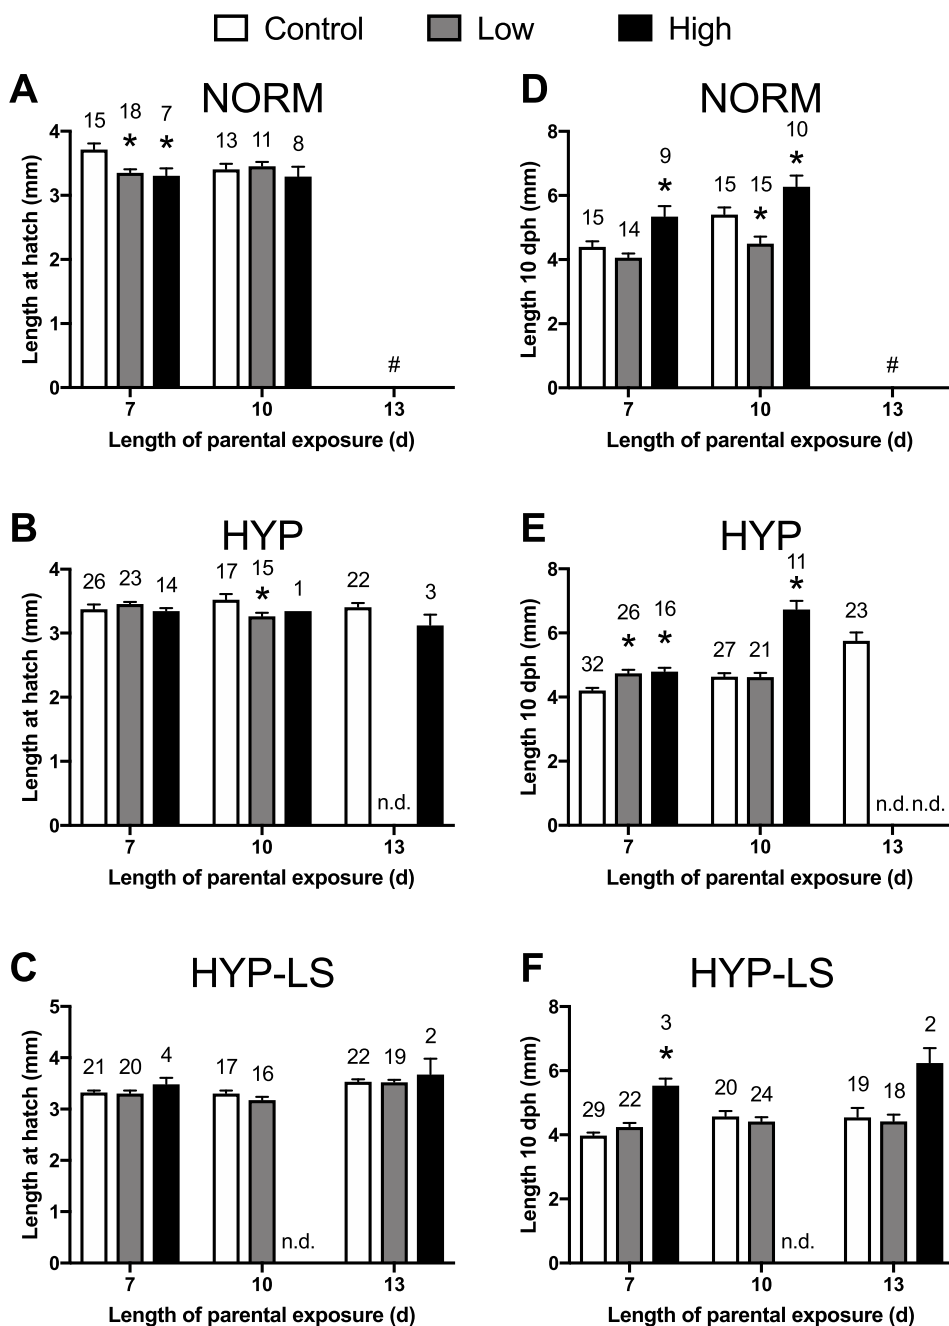 Control Low High
A NORM
15 18 7 13 11 8
* *
4
3
2
1
0
#
7 10 13
Length at hatch (mm)
Length of parental exposure (d)
D NORM
15 14 9 15 15 10
* * *
8
6
4
2
0
#
7 10 13
Length 10 dph (mm)
Length of parental exposure (d)
B HYP
26 23 14 17 15 1 22 3
*
4
3
2
1
0
n.d.
7 10 13
Length at hatch (mm)
Length of parental exposure (d)
E HYP
32 26 16 27 21 11 23
* * *
8
6
4
2
0
n.d. n.d.
7 10 13
Length 10 dph (mm)
Length of parental exposure (d)
C HYP-LS
21 20 4 17 16 22 19 2
5
4
3
2
1
0
n.d.
7 10 13
Length at hatch (mm)
Length of parental exposure (d)
F HYP-LS
29 22 3 20 24 19 18 2
*
8
6
4
2
0
n.d.
7 10 13
Length 10 dph (mm)
Length of parental exposure (d)